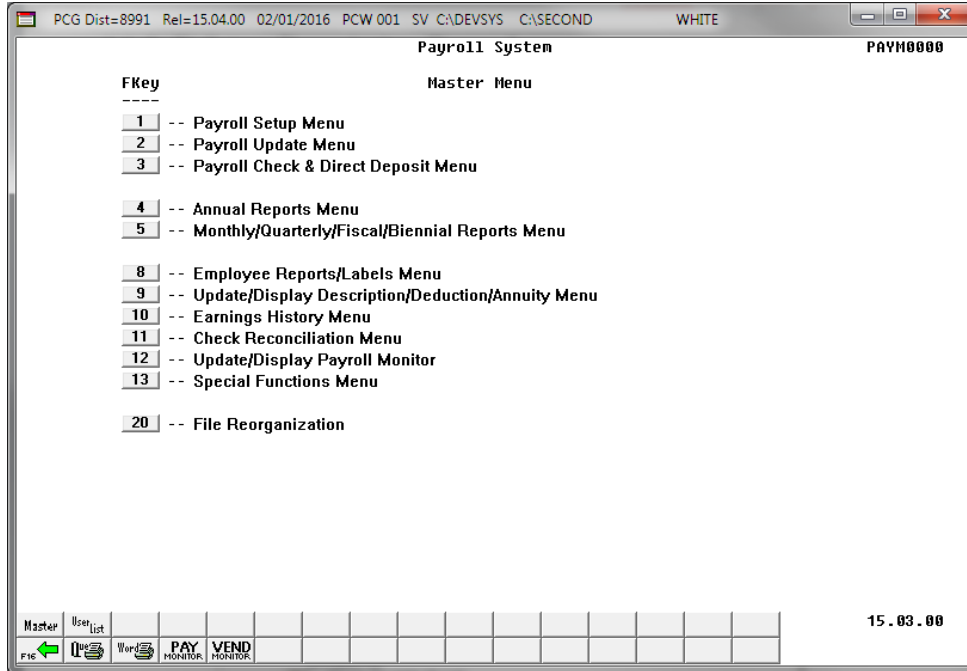 PCG Dist=8991 Rel=15.04.00 02/01/2016 PCW 001 SV C:\DEVSYS C:\SECOND WHITE
Payroll System PAYM0000
FKey Master Menu
----
1 -- Payroll Setup Menu
2 -- Payroll Update Menu
3 -- Payroll Check & Direct Deposit Menu
4 -- Annual Reports Menu
5 -- Monthly/Quarterly/Fiscal/Biennial Reports Menu
8 -- Employee Reports/Labels Menu
9 -- Update/Display Description/Deduction/Annuity Menu
10 -- Earnings History Menu
11 -- Check Reconciliation Menu
12 -- Update/Display Payroll Monitor
13 -- Special Functions Menu
20 -- File Reorganization
Master User List 15.03.00
F16 Que Word PAY MONITOR VEND MONITOR